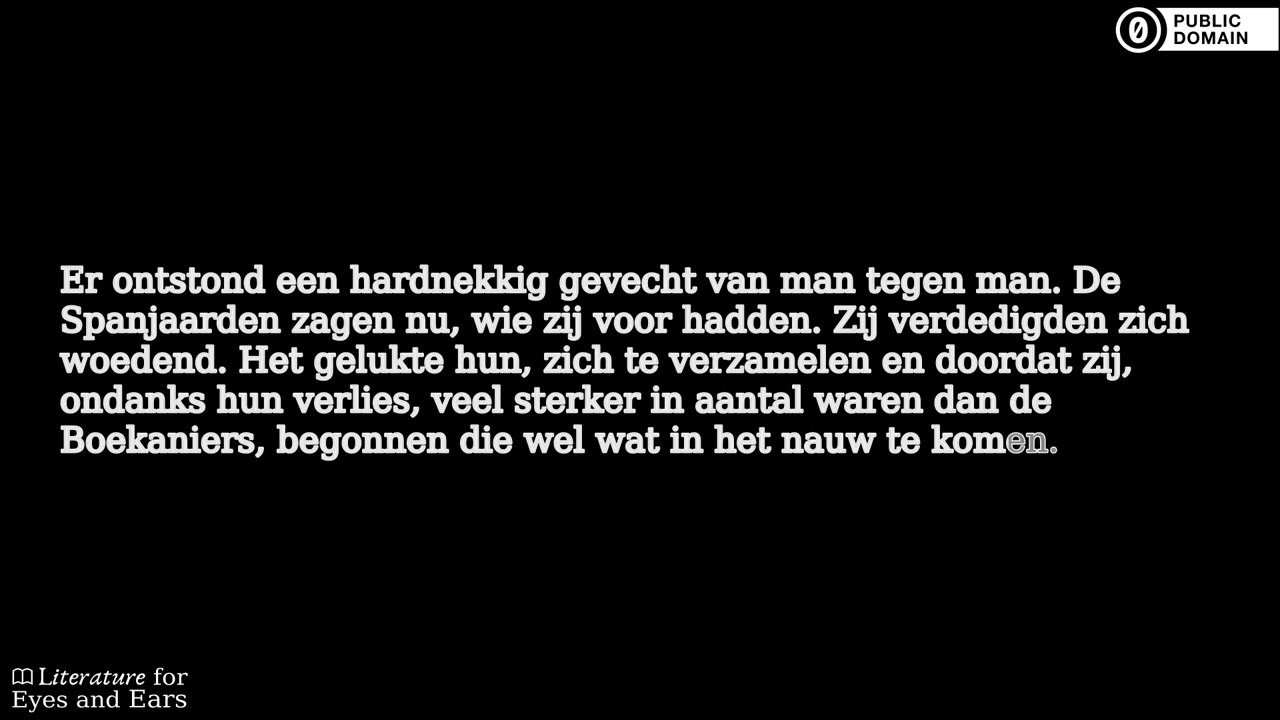 PUBLIC
DOMAIN
Er ontstond een hardnekkig gevecht van man tegen man. De
Spanjaarden zagen nu, wie zij voor hadden. Zij verdedigden zich
woedend. Het gelukte hun, zich te verzamelen en doordat zij,
ondanks hun verlies, veel sterker in aantal waren dan de
Boekaniers, begonnen die wel wat in het nauw te komen.
Literature for
Eyes and Ears